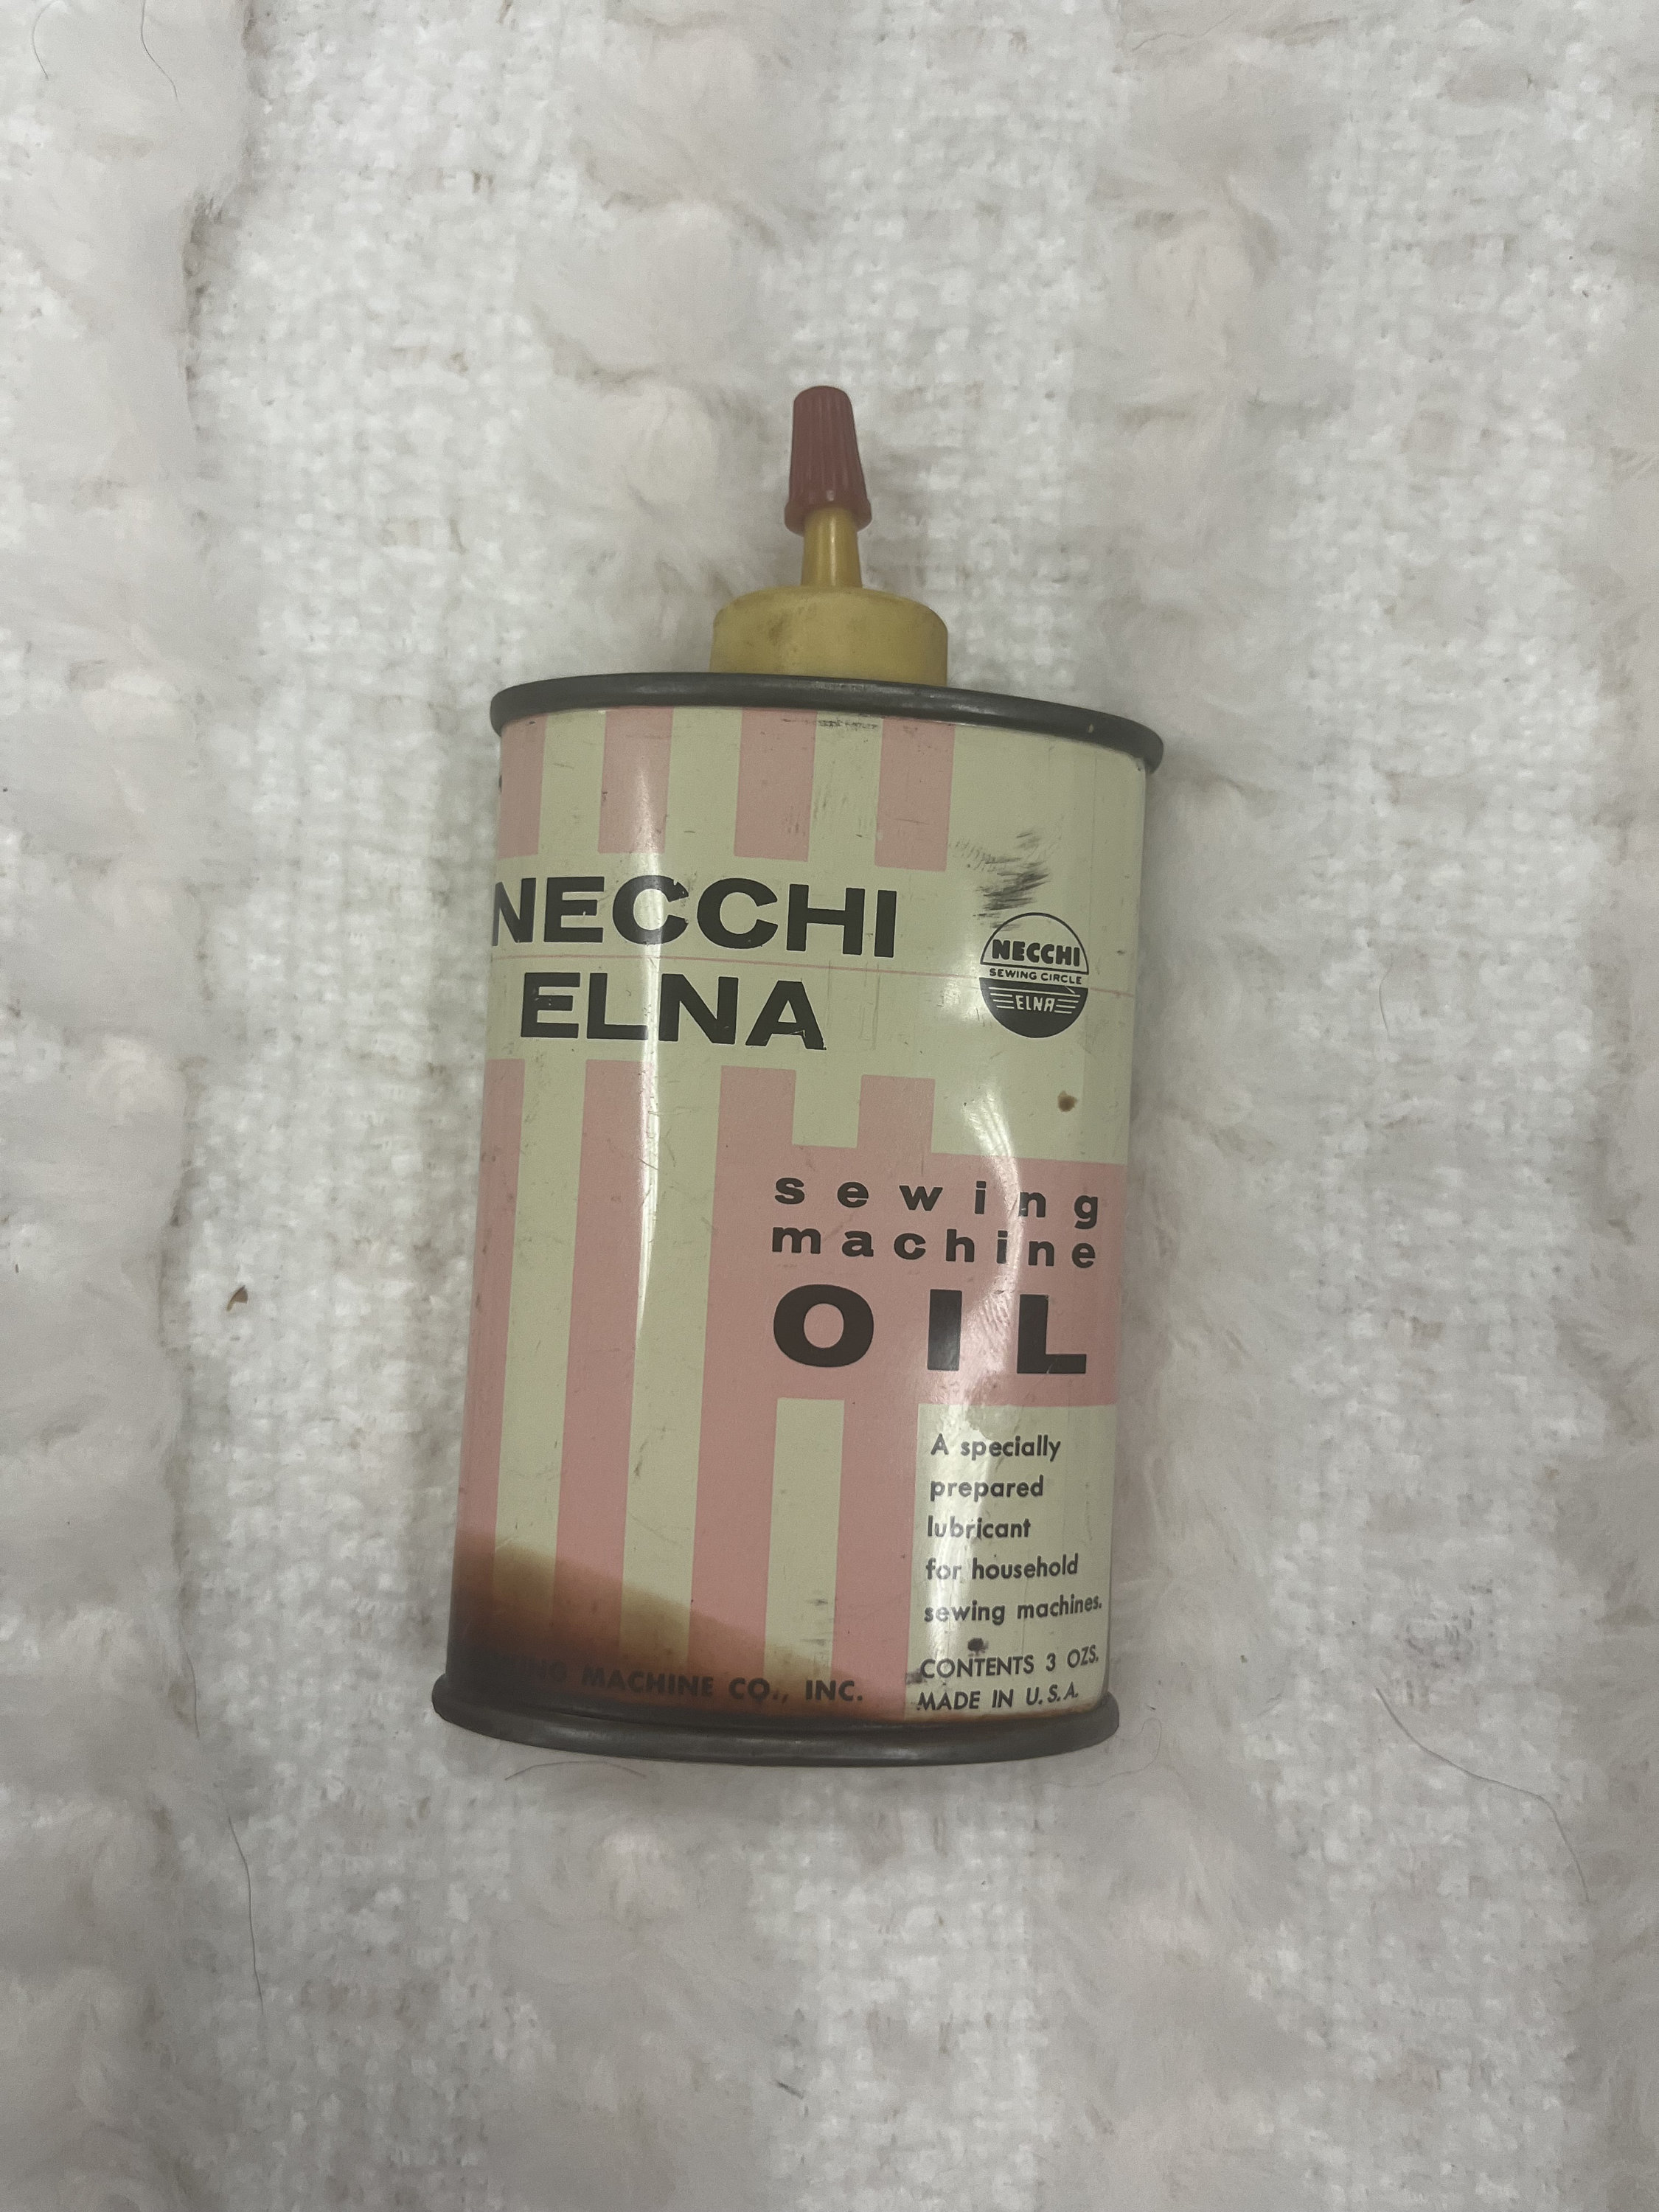 NECCHI
ELNA
NECCHI
SEWING CIRCLE
ELNA
sewing
machine
OIL
A specially
prepared
lubricant
for household
sewing machines.
CONTENTS 3 OZS.
MADE IN U.S.A.
MACHINE CO., INC.